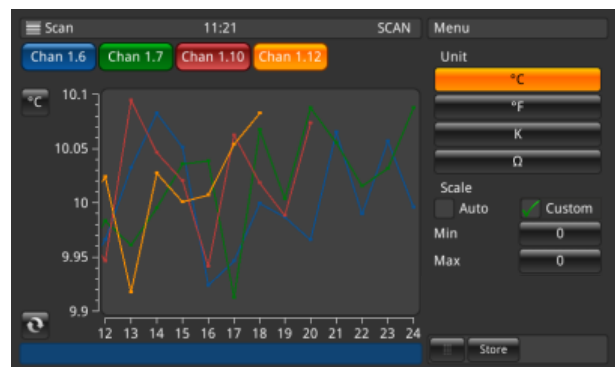 Scan 11:21 SCAN Menu
Chan 1.6 Chan 1.7 Chan 1.10 Chan 1.12
Unit
°C
°F
K
Ω
Scale
Auto Custom
Min 0
Max 0
Store
°C
10.1
10.05
10
9.95
9.9
12 13 14 15 16 17 18 19 20 21 22 23 24